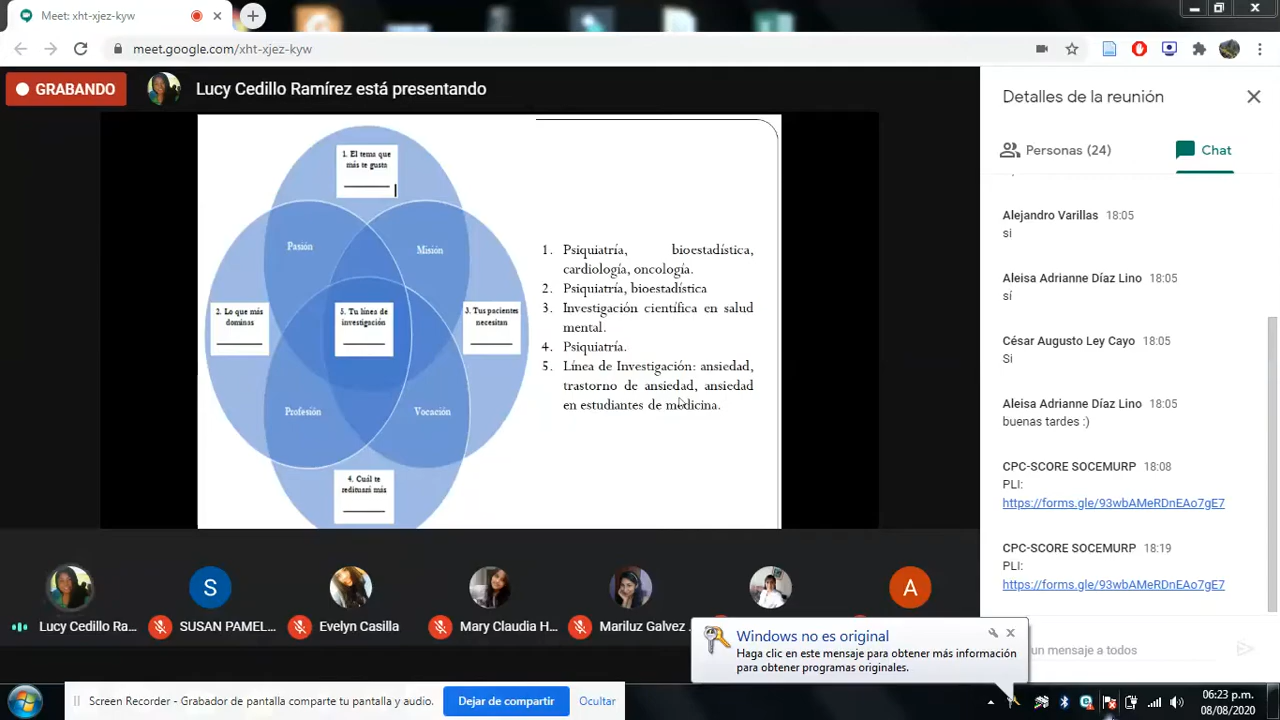 Meet: xht-xjez-kyw
meet.google.com/xht-xjez-kyw
GRABANDO
Lucy Cedillo Ramírez está presentando
1. El tema que
más te gusta
Pasión
Misión
2. Lo que más
dominas
5. Tu línea de
investigación
3. Tus pacientes
necesitan
Profesión
Vocación
4. Cuál te
redituará más
1. Psiquiatría, bioestadística,
cardiología, oncología.
2. Psiquiatría, bioestadística
3. Investigación científica en salud
mental.
4. Psiquiatría.
5. Línea de Investigación: ansiedad,
trastorno de ansiedad, ansiedad
en estudiantes de medicina.
Detalles de la reunión
Personas (24)
Chat
Alejandro Varillas 18:05
si
Aleisa Adrianne Díaz Lino 18:05
sí
César Augusto Ley Cayo 18:05
Si
Aleisa Adrianne Díaz Lino 18:05
buenas tardes :)
CPC-SCORE SOCEMURP 18:08
PLI:
https://forms.gle/93wbAMeRDnEAo7gE7
CPC-SCORE SOCEMURP 18:19
PLI:
https://forms.gle/93wbAMeRDnEAo7gE7
un mensaje a todos
S
A
Lucy Cedillo Ra...
SUSAN PAMEL...
Evelyn Casilla
Mary Claudia H...
Mariluz Galvez
Windows no es original
Haga clic en este mensaje para obtener más información
para obtener programas originales.
Screen Recorder - Grabador de pantalla comparte tu pantalla y audio.
Dejar de compartir
Ocultar
06:23 p.m.
08/08/2020